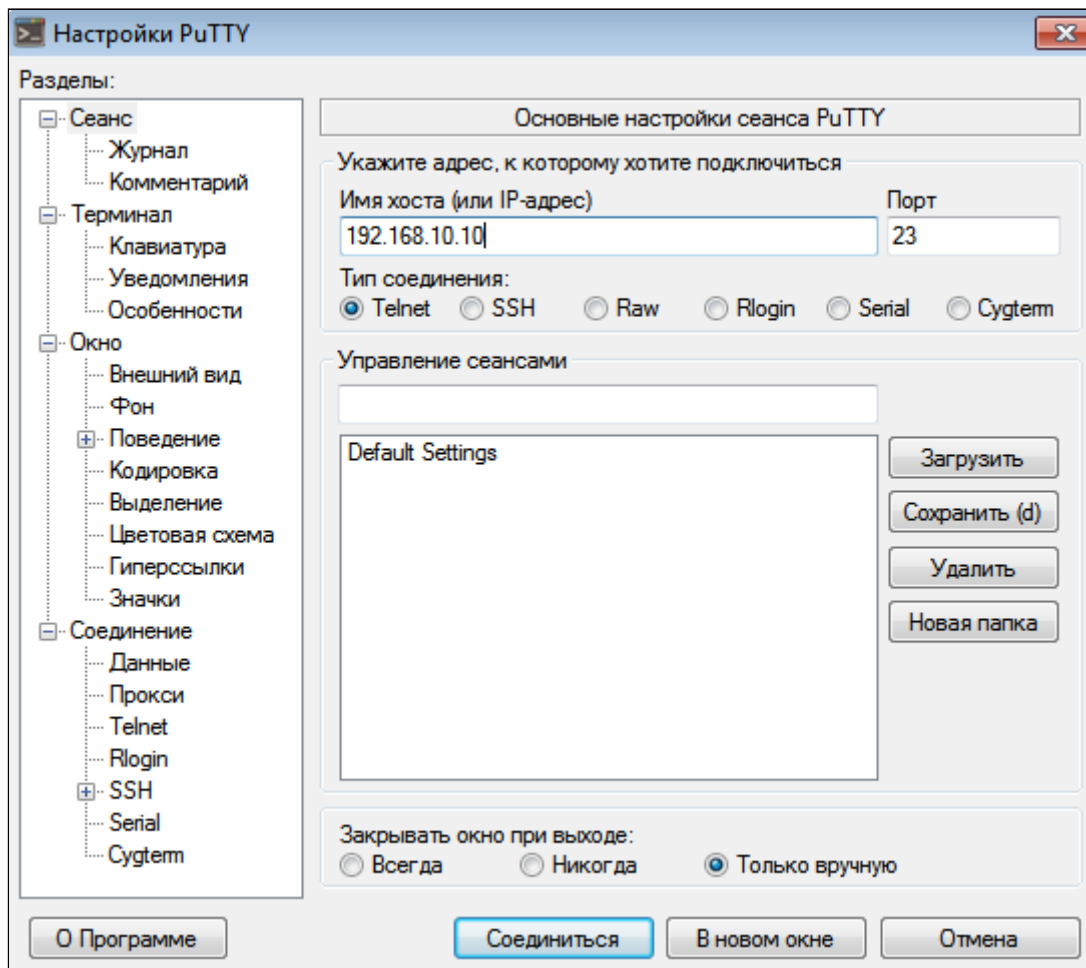 Настройки PuTTY
Разделы:
Сеанс
Журнал
Комментарий
Терминал
Клавиатура
Уведомления
Особенности
Окно
Внешний вид
Фон
Поведение
Кодировка
Выделение
Цветовая схема
Гиперссылки
Значки
Соединение
Данные
Прокси
Telnet
Rlogin
SSH
Serial
Cygterm
Основные настройки сеанса PuTTY
Укажите адрес, к которому хотите подключиться
Имя хоста (или IP-адрес) Порт
192.168.10.10 23
Тип соединения:
Telnet SSH Raw Rlogin Serial Cygterm
Управление сеансами
Default Settings
Загрузить
Сохранить (d)
Удалить
Новая папка
Закрывать окно при выходе:
Всегда Никогда Только вручную
О Программе Соединиться В новом окне Отмена